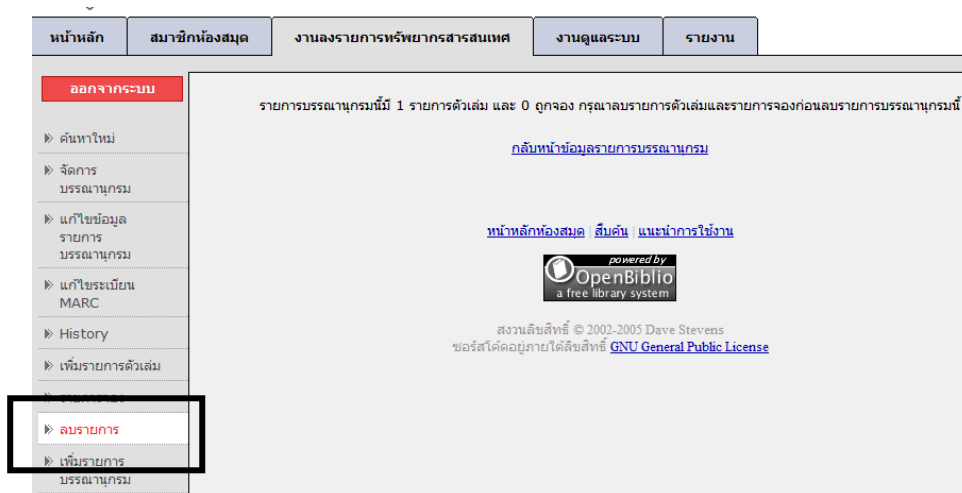 หน้าหลัก สมาชิกห้องสมุด งานลงรายการทรัพยากรสารสนเทศ งานดูแลระบบ รายงาน
ออกจากระบบ
ค้นหาใหม่
จัดการ
บรรณานุกรม
แก้ไขข้อมูล
รายการ
บรรณานุกรม
แก้ไขระเบียน
MARC
History
เพิ่มรายการตัวเล่ม
ลบรายการ
เพิ่มรายการ
บรรณานุกรม
รายการบรรณานุกรมนี้มี 1 รายการตัวเล่ม และ 0 ถูกจอง กรุณาลบรายการตัวเล่มและรายการจองก่อนลบรายการบรรณานุกรมนี้
กลับหน้าข้อมูลรายการบรรณานุกรม
หน้าหลักห้องสมุด | สืบค้น | แนะนำการใช้งาน
powered by
OpenBiblio
a free library system
สงวนลิขสิทธิ์ © 2002-2005 Dave Stevens
ซอร์สโค้ดอยู่ภายใต้ลิขสิทธิ์ GNU General Public License